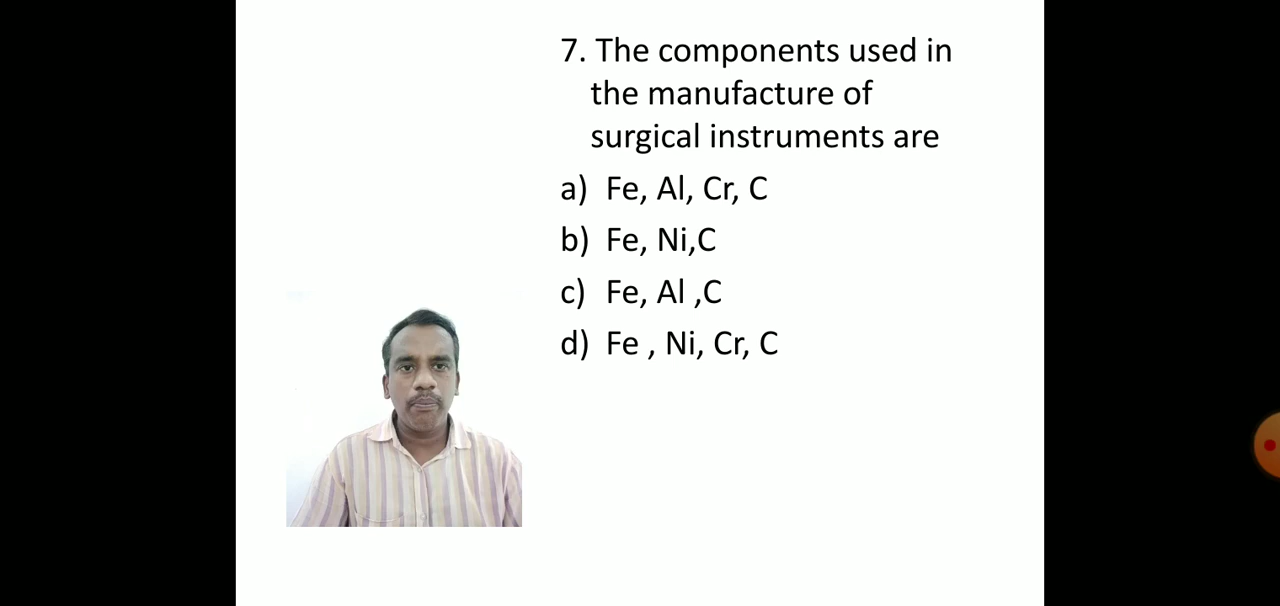 7. The components used in
the manufacture of
surgical instruments are
a) Fe, Al, Cr, C
b) Fe, Ni,C
c) Fe, Al ,C
d) Fe , Ni, Cr, C